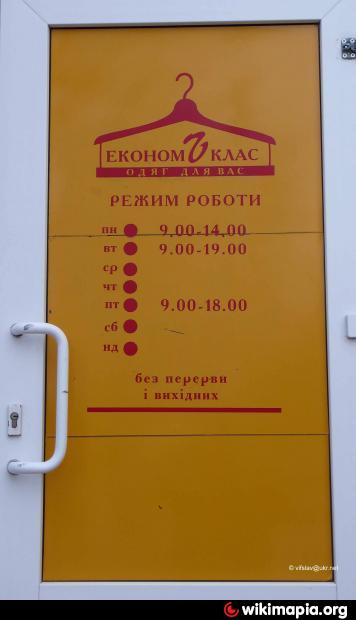 ЕКОНОМ КЛАС
ОДЯГ ДЛЯ ВАС
РЕЖИМ РОБОТИ
пн 9.00-14.00
вт 9.00-19.00
ср
чт
пт 9.00-18.00
сб
нд
без перерви
і вихідних
© vifslav@ukr.net
wikimapia.org